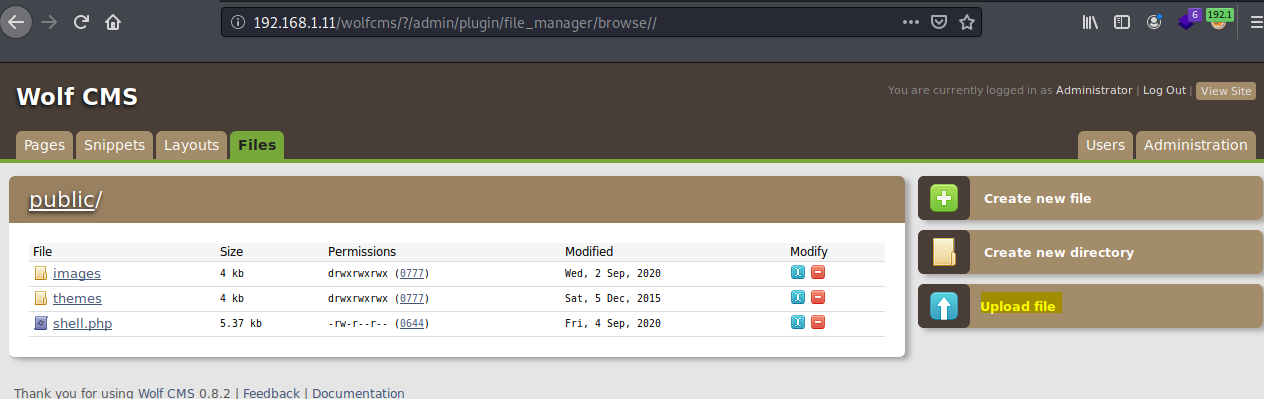 192.168.1.11/wolfcms/?/admin/plugin/file_manager/browse//
6
192.1
Wolf CMS
You are currently logged in as Administrator | Log Out | View Site
Pages Snippets Layouts Files Users Administration
public/
File Size Permissions Modified Modify
images 4 kb drwxrwxrwx (0777) Wed, 2 Sep, 2020
themes 4 kb drwxrwxrwx (0777) Sat, 5 Dec, 2015
shell.php 5.37 kb -rw-r--r-- (0644) Fri, 4 Sep, 2020
Create new file
Create new directory
Upload file
Thank you for using Wolf CMS 0.8.2 | Feedback | Documentation